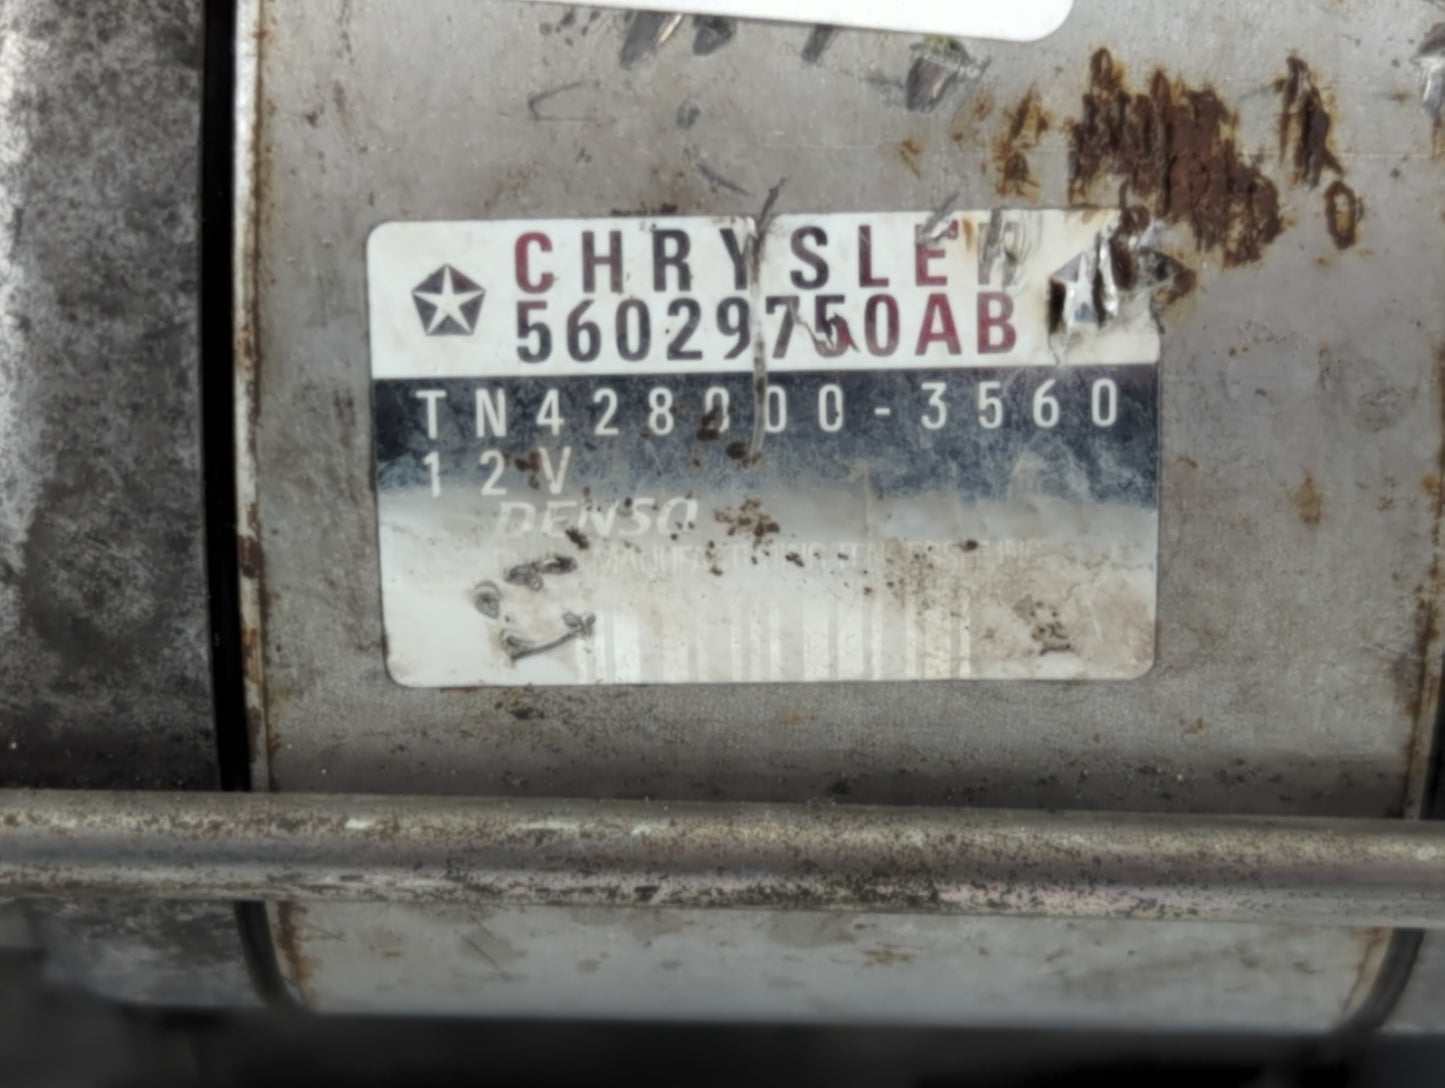 CHRYSLER
56029750AB
TN428000-3560
12V
DENSO